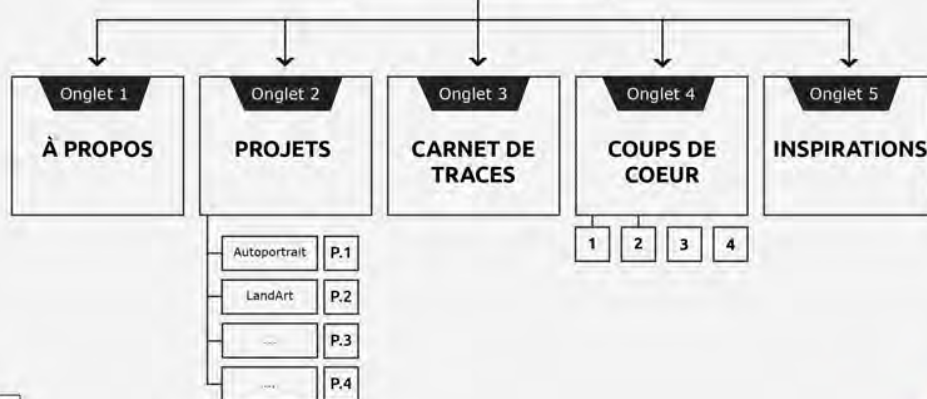 Onglet 1
À PROPOS
Onglet 2
PROJETS
Autoportrait P.1
LandArt P.2
... P.3
.... P.4
Onglet 3
CARNET DE
TRACES
Onglet 4
COUPS DE
COEUR
1 2 3 4
Onglet 5
INSPIRATIONS